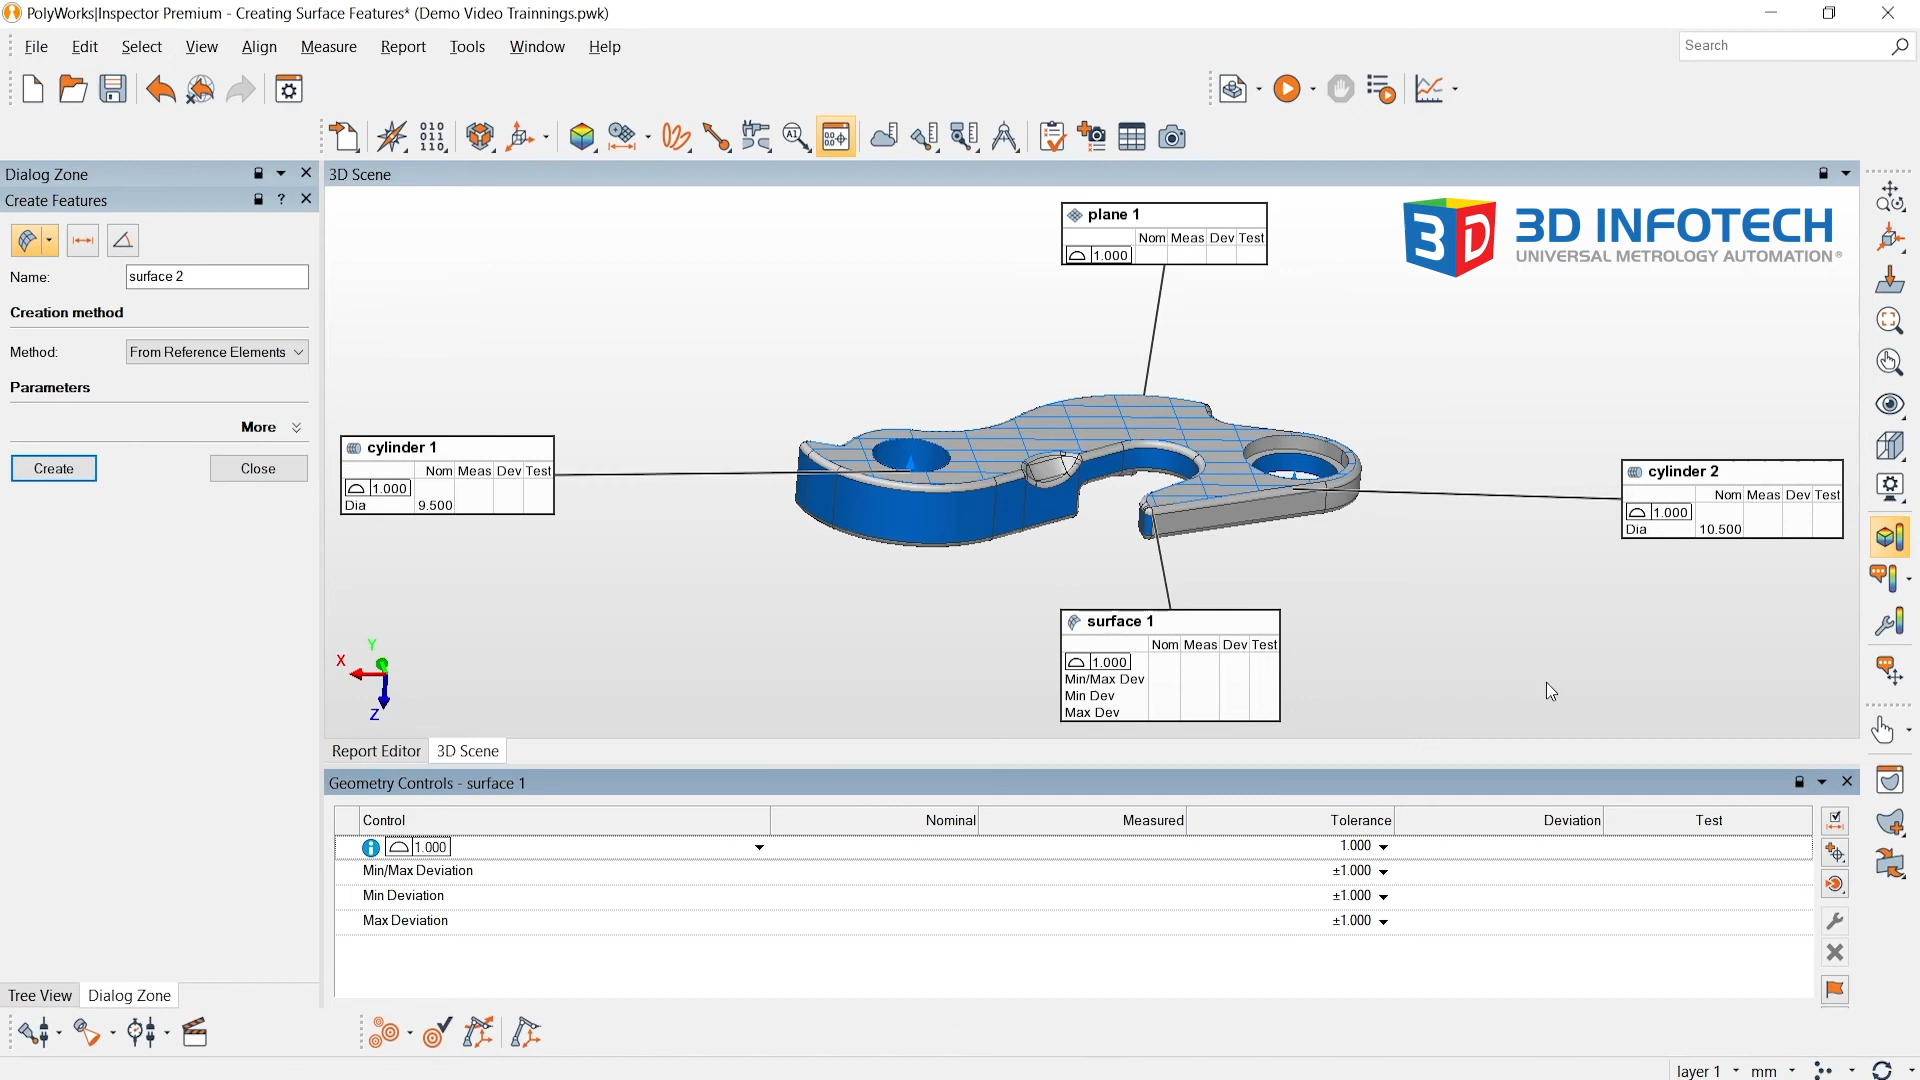 PolyWorks|Inspector Premium - Creating Surface Features* (Demo Video Trainnings.pwk)
File Edit Select View Align Measure Report Tools Window Help
Search
Dialog Zone
Create Features
Name: surface 2
Creation method
Method: From Reference Elements
Parameters
More
Create Close
Tree View Dialog Zone
3D Scene
3D INFOTECH
UNIVERSAL METROLOGY AUTOMATION®
plane 1
Nom Meas Dev Test
1.000
cylinder 1
Nom Meas Dev Test
1.000
Dia 9.500
cylinder 2
Nom Meas Dev Test
1.000
Dia 10.500
surface 1
Nom Meas Dev Test
1.000
Min/Max Dev
Min Dev
Max Dev
X
Y
Z
Report Editor 3D Scene
Geometry Controls - surface 1
Control Nominal Measured Tolerance Deviation Test
1.000 1.000
Min/Max Deviation ±1.000
Min Deviation ±1.000
Max Deviation ±1.000
layer 1 mm